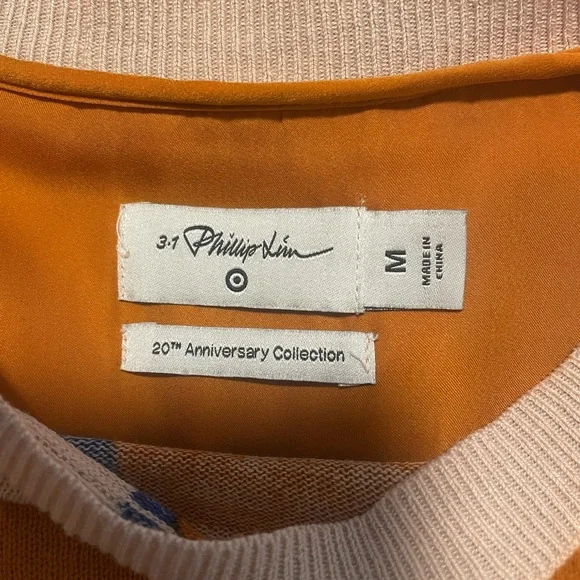 3·1 Phillip Lim
M
MADE IN
CHINA
20TH Anniversary Collection